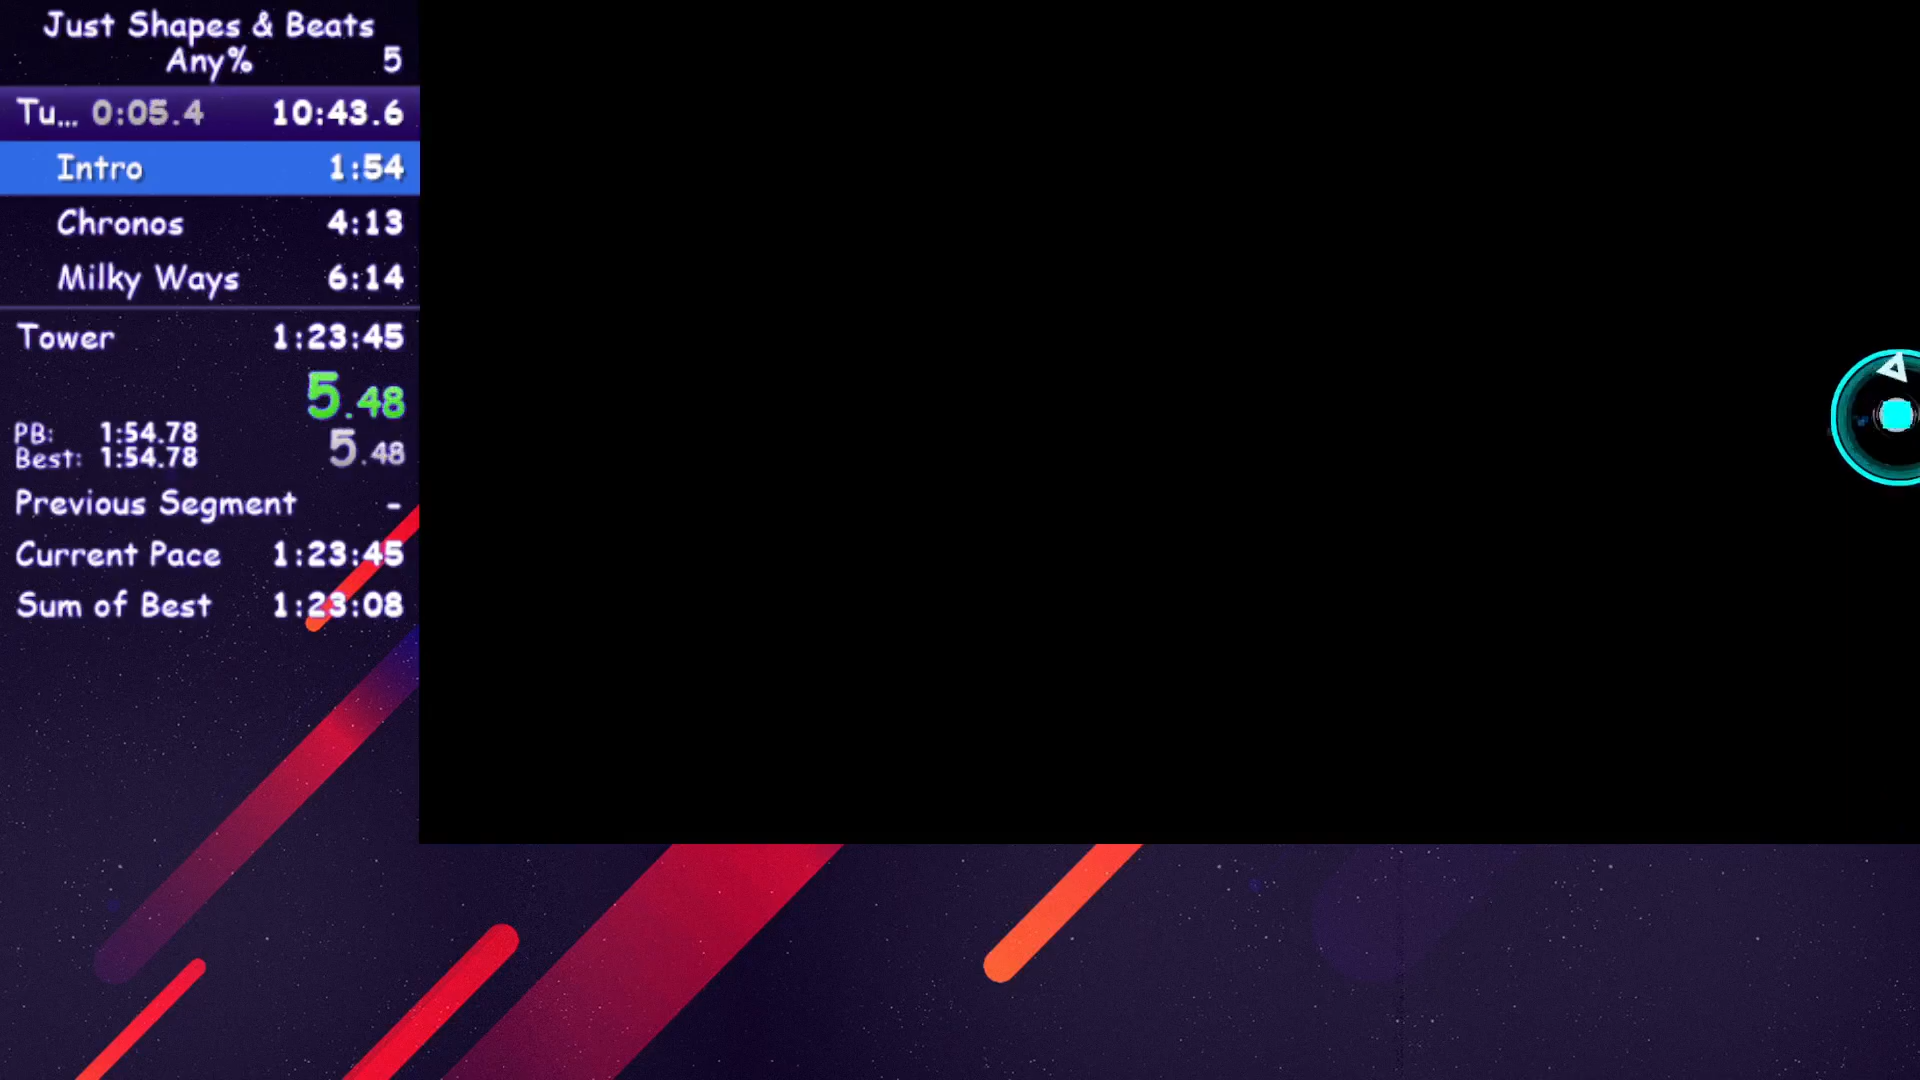 Just Shapes & Beats
Any% 5
Tu... 0:05.4 10:43.6
Intro 1:54
Chronos 4:13
Milky Ways 6:14
Tower 1:23:45
5.48
PB: 1:54.78
5.48
Best: 1:54.78
Previous Segment -
Current Pace 1:23:45
Sum of Best 1:23:08